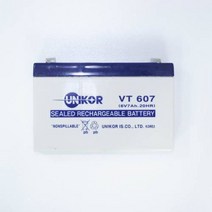 UNIKOR VT 607
(6V7Ah, 20HR)
SEALED RECHARGEABLE BATTERY
"NONSPILLABLE" UNIKOR IS.CO., LTD.